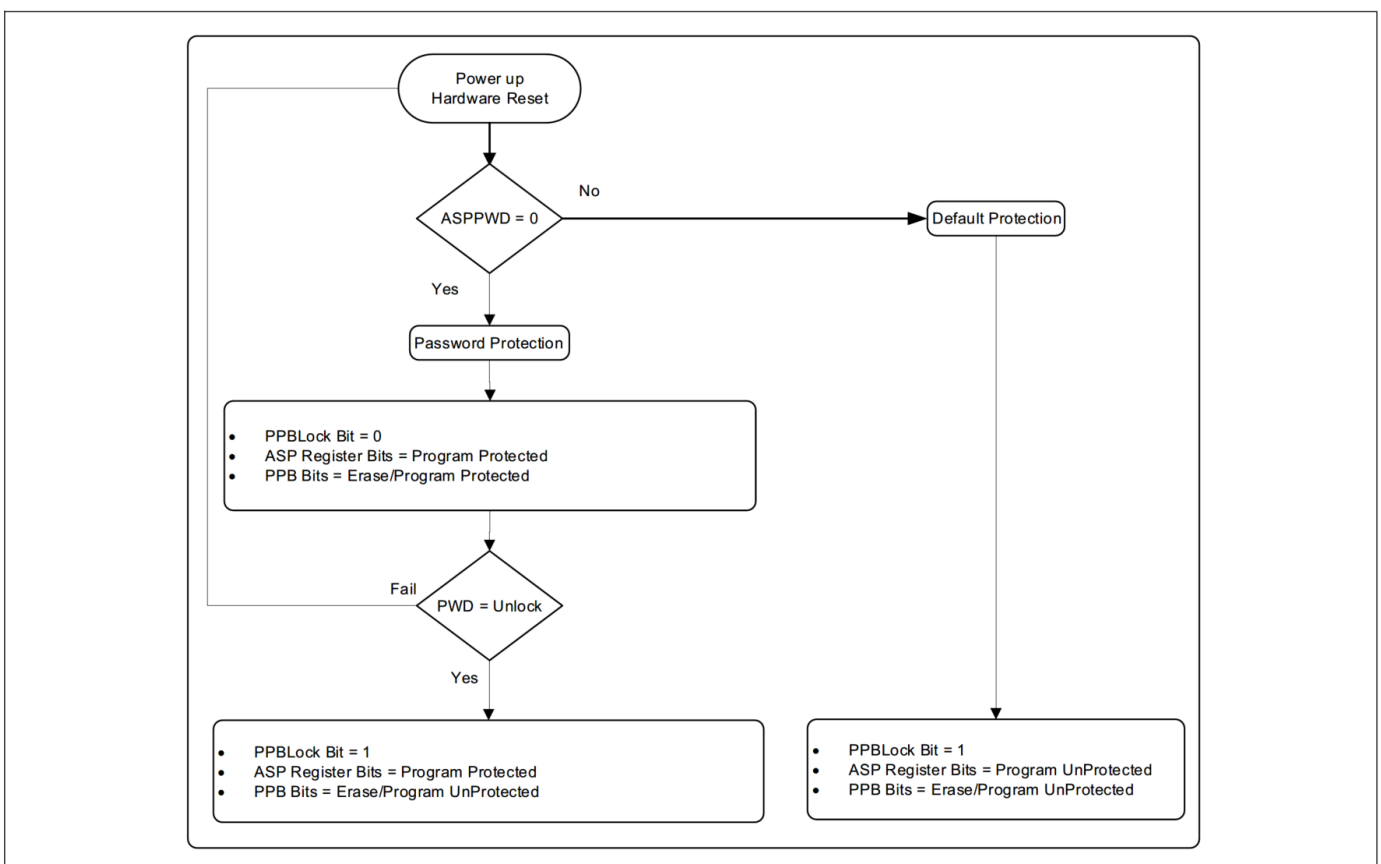 Power up
Hardware Reset
No
ASPPWD = 0
Default Protection
Yes
Password Protection
• PPBLock Bit = 0
• ASP Register Bits = Program Protected
• PPB Bits = Erase/Program Protected
Fail
PWD = Unlock
Yes
• PPBLock Bit = 1
• ASP Register Bits = Program Protected
• PPB Bits = Erase/Program UnProtected
• PPBLock Bit = 1
• ASP Register Bits = Program UnProtected
• PPB Bits = Erase/Program UnProtected